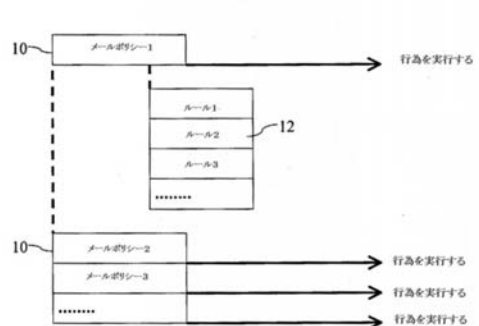 10
メールポリシー1
行為を実行する
ルール1
ルール2
12
ルール3
........
10
メールポリシー2
行為を実行する
メールポリシー3
行為を実行する
........
行為を実行する